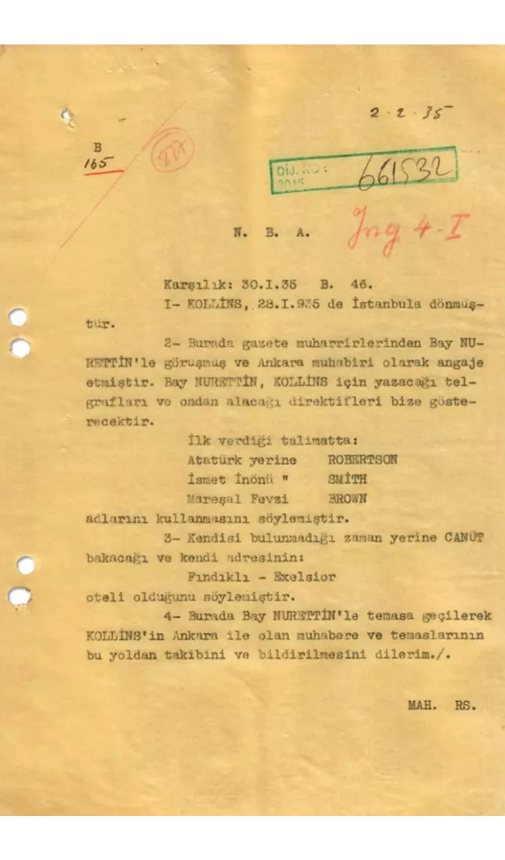 2-2-35
B
165
227
DİJ. NO:
2015
661532
N. B. A.
İng 4-I
Karşılık: 30.I.35 B. 46.
I- KOLLİNS, 28.I.935 de İstanbula dönmüş-
tür.
2- Burada gazete muharrirlerinden Bay NU-
RETTİN'le görüşmüş ve Ankara muhabiri olarak angaje
etmiştir. Bay NURETTİN, KOLLİNS için yazacağı tel-
grafları ve ondan alacağı direktifleri bize göste-
recektir.
İlk verdiği talimatta:
Atatürk yerine ROBERTSON
İsmet İnönü " SMİTH
Mareşal Fevzi BROWN
adlarını kullanmasını söylemiştir.
3- Kendisi bulunmadığı zaman yerine CANÜT
bakacağı ve kendi adresinin:
Fındıklı - Exelsior
oteli olduğunu söylemiştir.
4- Burada Bay NURETTİN'le temasa geçilerek
KOLLİNS'in Ankara ile olan muhabere ve temaslarının
bu yoldan takibini ve bildirilmesini dilerim./.
MAH. RS.